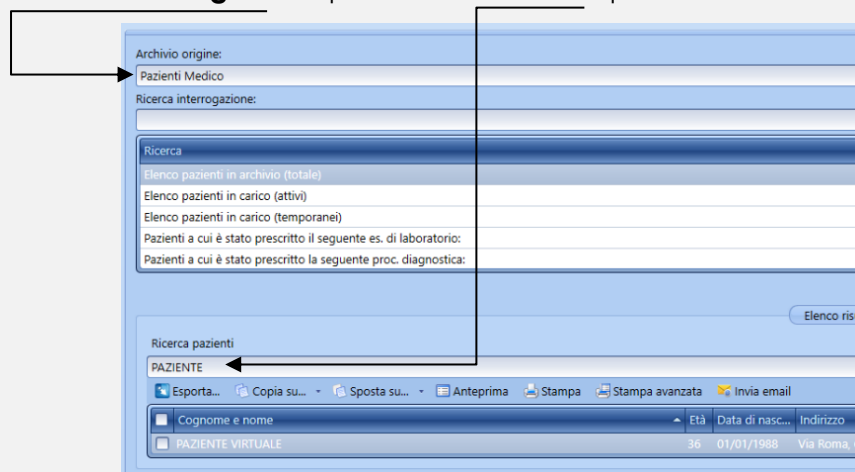 Archivio origine:
Pazienti Medico
Ricerca interrogazione:
Ricerca
Elenco pazienti in archivio (totale)
Elenco pazienti in carico (attivi)
Elenco pazienti in carico (temporanei)
Pazienti a cui è stato prescritto il seguente es. di laboratorio:
Pazienti a cui è stato prescritto la seguente proc. diagnostica:
Elenco ris
Ricerca pazienti
PAZIENTE
Esporta... Copia su... Sposta su... Anteprima Stampa Stampa avanzata Invia email
Cognome e nome Età Data di nasc... Indirizzo
PAZIENTE VIRTUALE 36 01/01/1988 Via Roma,